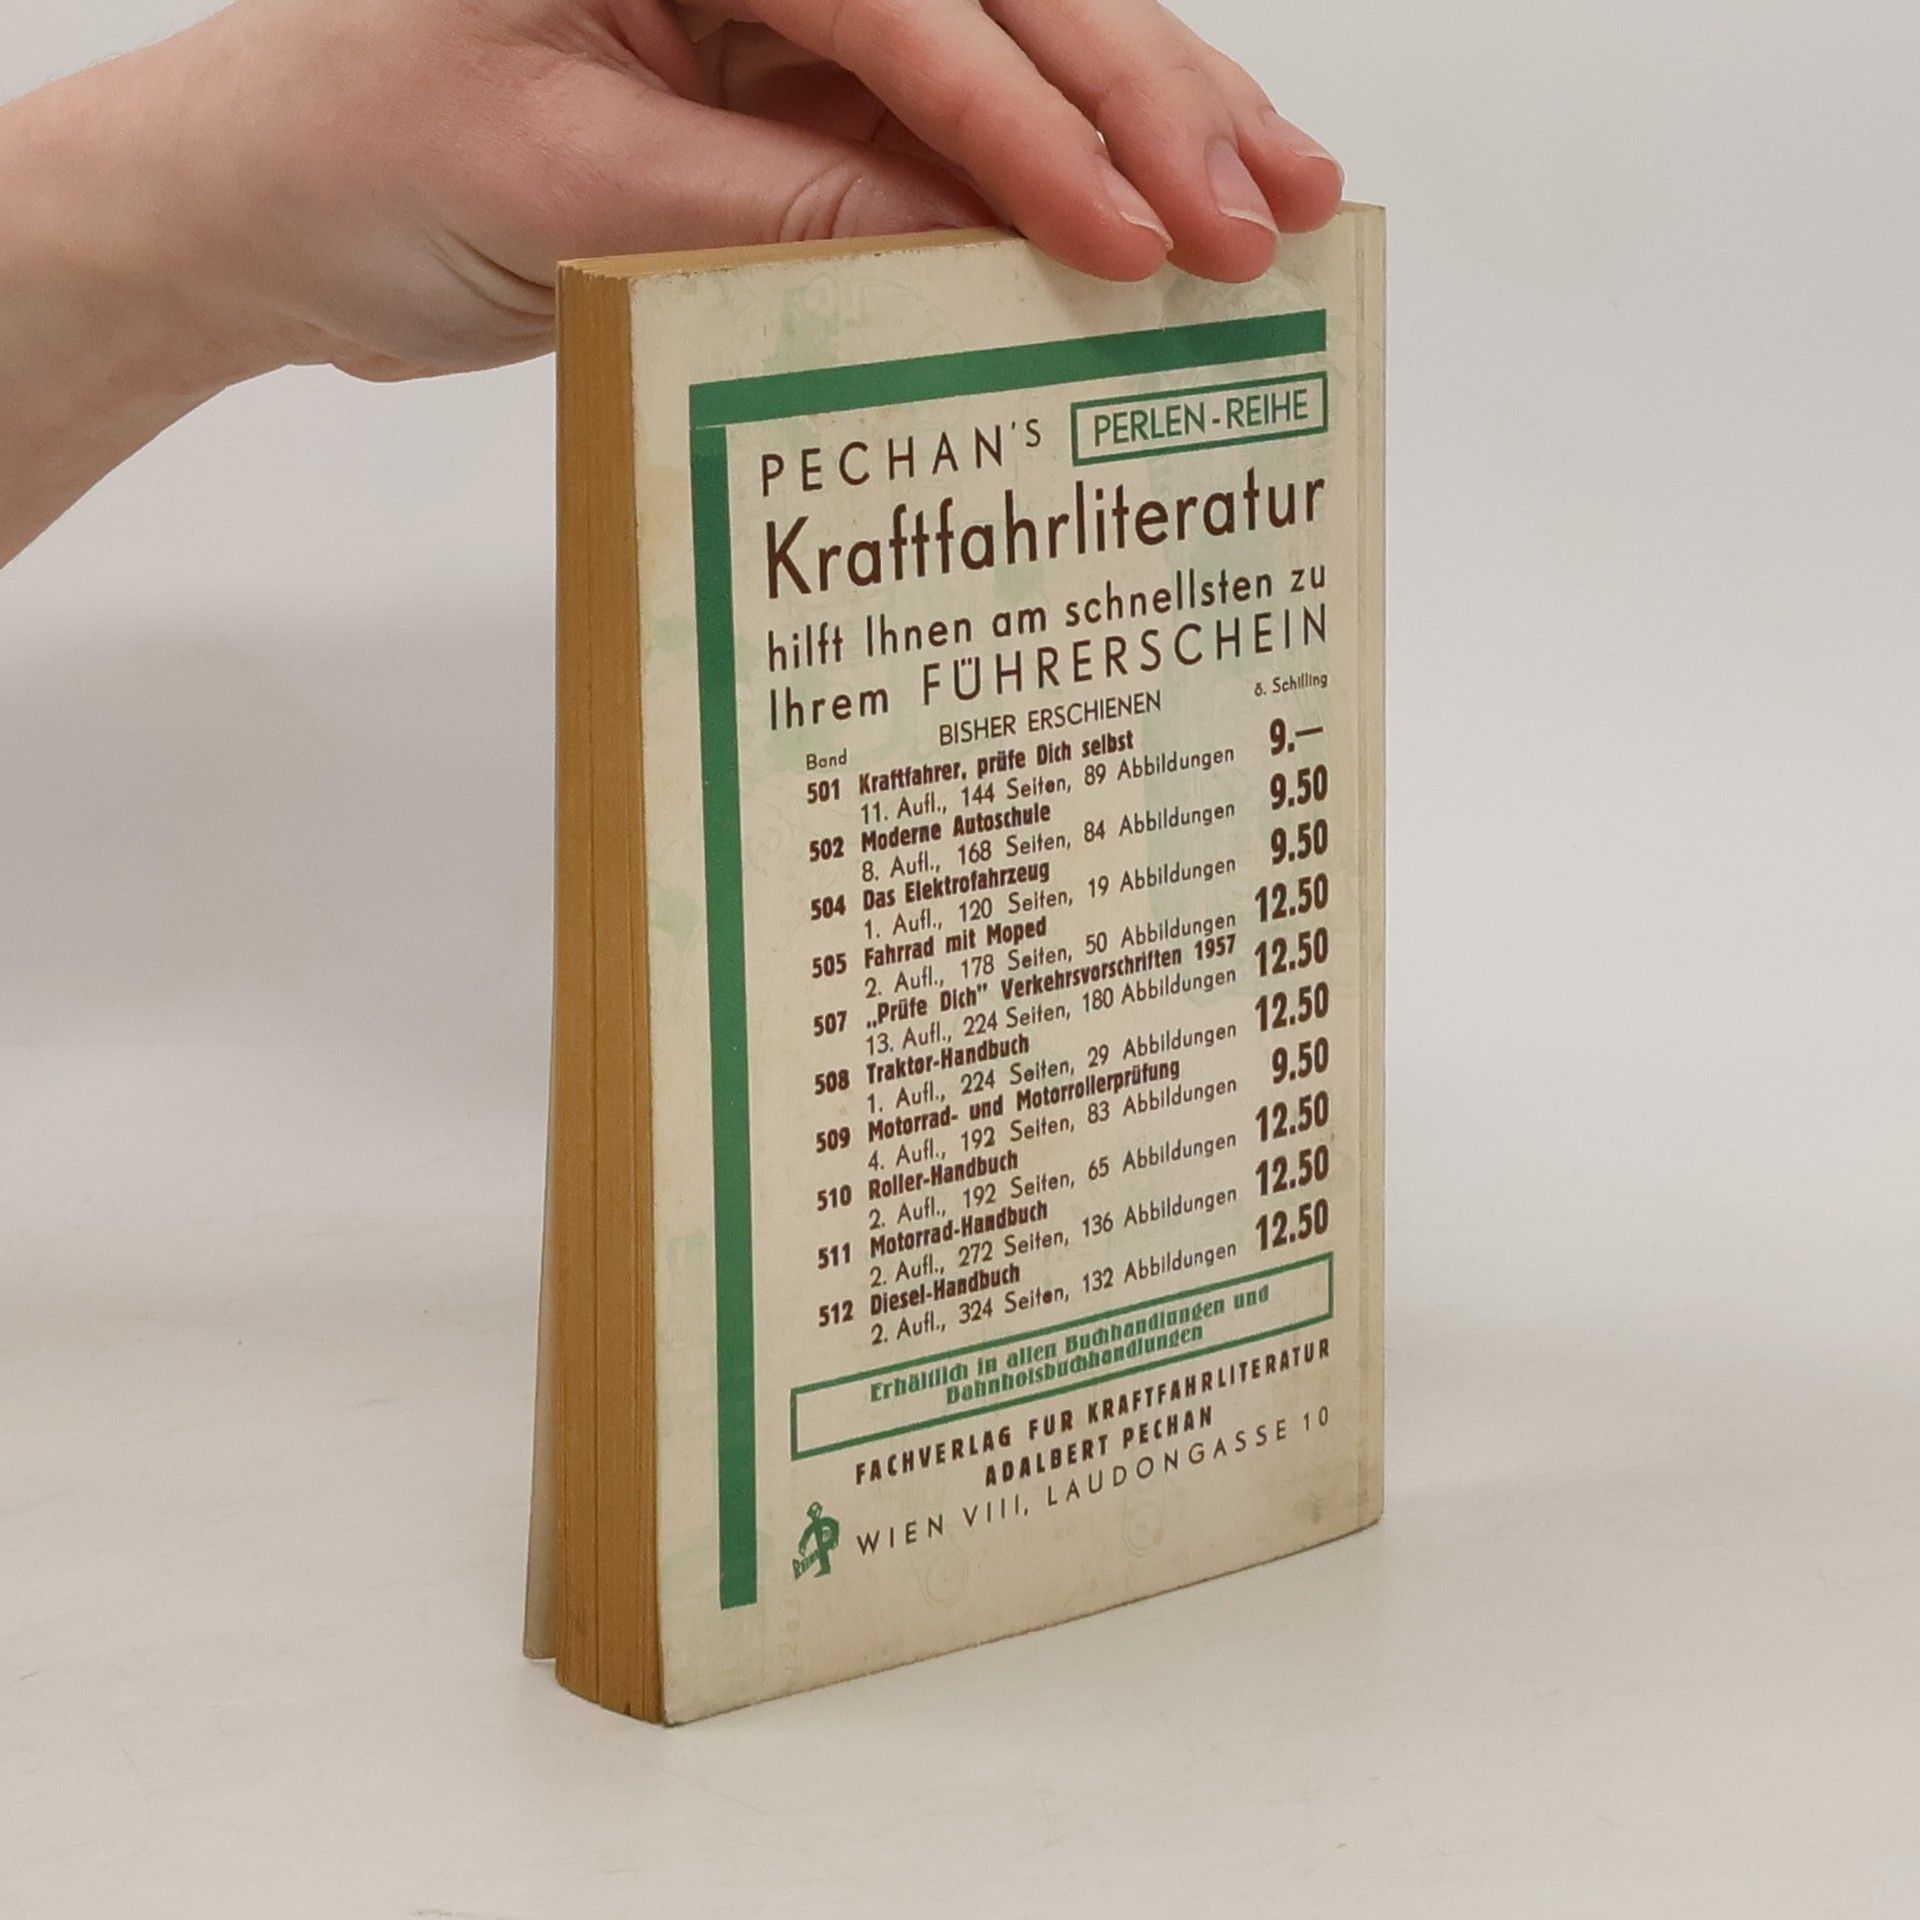 PECHAN'S PERLEN-REIHE
Kraftfahrliteratur
hilft Ihnen am schnellsten zu
Ihrem FÜHRERSCHEIN
ö. Schilling
Band BISHER ERSCHIENEN
501 Kraftfahrer, prüfe Dich selbst
11. Aufl., 144 Seiten, 89 Abbildungen 9.—
502 Moderne Autoschule
8. Aufl., 168 Seiten, 84 Abbildungen 9.50
504 Das Elektrofahrzeug
1. Aufl., 120 Seiten, 19 Abbildungen 9.50
505 Fahrrad mit Moped
2. Aufl., 178 Seiten, 50 Abbildungen 12.50
507 „Prüfe Dich" Verkehrsvorschriften 1957
13. Aufl., 224 Seiten, 180 Abbildungen 12.50
508 Traktor-Handbuch
1. Aufl., 224 Seiten, 29 Abbildungen 12.50
509 Motorrad- und Motorrollerprüfung
4. Aufl., 192 Seiten, 83 Abbildungen 9.50
510 Roller-Handbuch
2. Aufl., 192 Seiten, 65 Abbildungen 12.50
511 Motorrad-Handbuch
2. Aufl., 272 Seiten, 136 Abbildungen 12.50
512 Diesel-Handbuch
2. Aufl., 324 Seiten, 132 Abbildungen 12.50
Erhältlich in allen Buchhandlungen und
Bahnhofsbuchhandlungen
FACHVERLAG FUR KRAFTFAHRLITERATUR
ADALBERT PECHAN
WIEN VIII, LAUDONGASSE 10